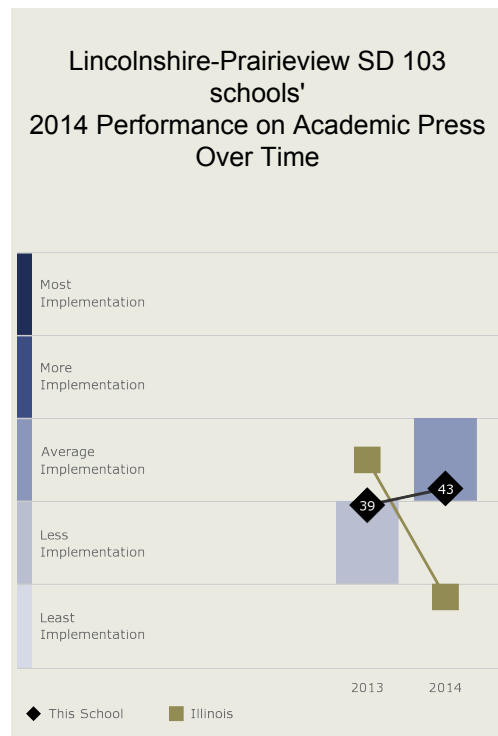 Lincolnshire-Prairieview SD 103
schools'
2014 Performance on Academic Press
Over Time
Most
Implementation
More
Implementation
Average
Implementation
Less
Implementation
Least
Implementation
39
43
2013 2014
This School Illinois